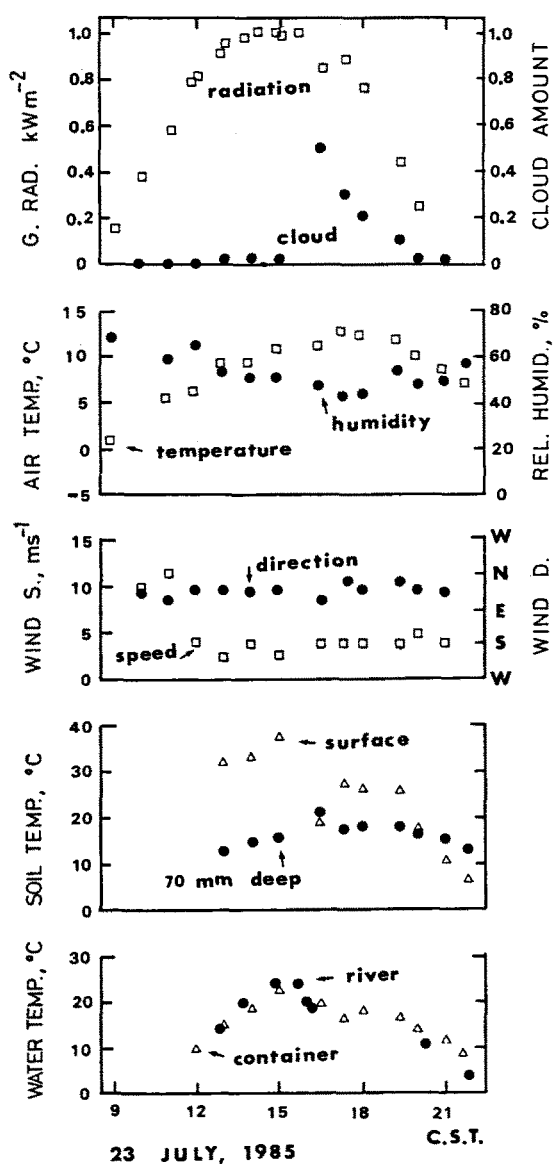 G. RAD. kWm⁻²
1.0
0.8
0.6
0.4
0.2
0
radiation
cloud
1.0
0.8
0.6
0.4
0.2
0
CLOUD AMOUNT
AIR TEMP., °C
15
10
5
0
-5
temperature
humidity
80
60
40
20
0
REL. HUMID., %
WIND S., ms⁻¹
15
10
5
0
direction
speed
W
N
E
S
W
WIND D.
SOIL TEMP., °C
40
30
20
10
0
surface
70 mm deep
WATER TEMP., °C
30
20
10
0
river
container
9 12 15 18 21
C.S.T.
23 JULY, 1985